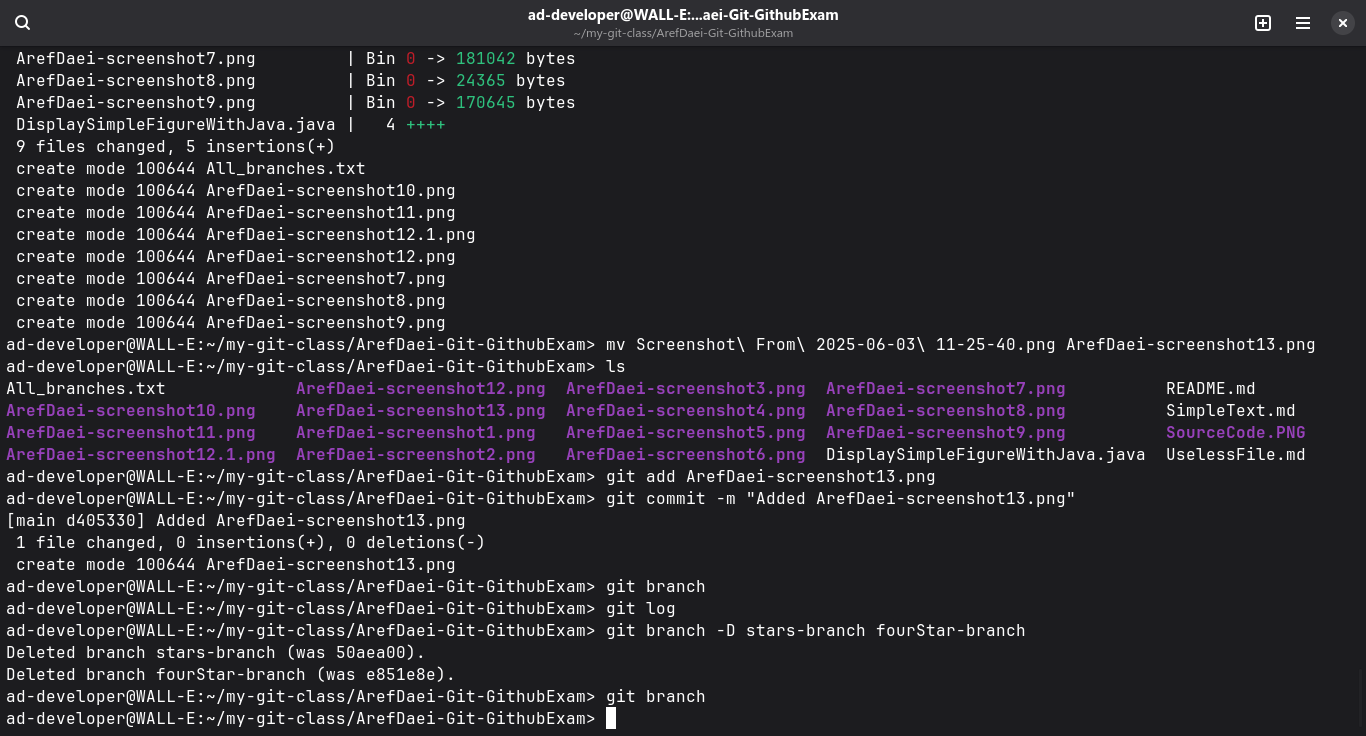 ad-developer@WALL-E:...aei-Git-GithubExam
~/my-git-class/ArefDaei-Git-GithubExam
ArefDaei-screenshot7.png         | Bin 0 -> 181042 bytes
ArefDaei-screenshot8.png         | Bin 0 -> 24365 bytes
ArefDaei-screenshot9.png         | Bin 0 -> 170645 bytes
DisplaySimpleFigureWithJava.java |   4 ++++
9 files changed, 5 insertions(+)
create mode 100644 All_branches.txt
create mode 100644 ArefDaei-screenshot10.png
create mode 100644 ArefDaei-screenshot11.png
create mode 100644 ArefDaei-screenshot12.1.png
create mode 100644 ArefDaei-screenshot12.png
create mode 100644 ArefDaei-screenshot7.png
create mode 100644 ArefDaei-screenshot8.png
create mode 100644 ArefDaei-screenshot9.png
ad-developer@WALL-E:~/my-git-class/ArefDaei-Git-GithubExam> mv Screenshot\ From\ 2025-06-03\ 11-25-40.png ArefDaei-screenshot13.png
ad-developer@WALL-E:~/my-git-class/ArefDaei-Git-GithubExam> ls
All_branches.txt             ArefDaei-screenshot12.png  ArefDaei-screenshot3.png  ArefDaei-screenshot7.png          README.md
ArefDaei-screenshot10.png    ArefDaei-screenshot13.png  ArefDaei-screenshot4.png  ArefDaei-screenshot8.png          SimpleText.md
ArefDaei-screenshot11.png    ArefDaei-screenshot1.png   ArefDaei-screenshot5.png  ArefDaei-screenshot9.png          SourceCode.PNG
ArefDaei-screenshot12.1.png  ArefDaei-screenshot2.png   ArefDaei-screenshot6.png  DisplaySimpleFigureWithJava.java  UselessFile.md
ad-developer@WALL-E:~/my-git-class/ArefDaei-Git-GithubExam> git add ArefDaei-screenshot13.png
ad-developer@WALL-E:~/my-git-class/ArefDaei-Git-GithubExam> git commit -m "Added ArefDaei-screenshot13.png"
[main d405330] Added ArefDaei-screenshot13.png
1 file changed, 0 insertions(+), 0 deletions(-)
create mode 100644 ArefDaei-screenshot13.png
ad-developer@WALL-E:~/my-git-class/ArefDaei-Git-GithubExam> git branch
ad-developer@WALL-E:~/my-git-class/ArefDaei-Git-GithubExam> git log
ad-developer@WALL-E:~/my-git-class/ArefDaei-Git-GithubExam> git branch -D stars-branch fourStar-branch
Deleted branch stars-branch (was 50aea00).
Deleted branch fourStar-branch (was e851e8e).
ad-developer@WALL-E:~/my-git-class/ArefDaei-Git-GithubExam> git branch
ad-developer@WALL-E:~/my-git-class/ArefDaei-Git-GithubExam>